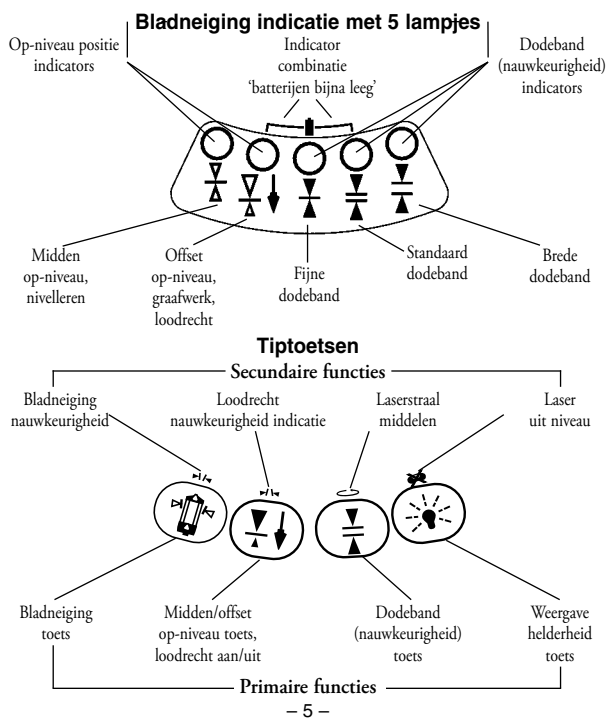 Bladneiging indicatie met 5 lampjes
Op-niveau positie
indicators
Indicator
combinatie
‘batterijen bijna leeg’
Dodeband
(nauwkeurigheid)
indicators
Midden
op-niveau,
nivelleren
Offset
op-niveau,
graafwerk,
loodrecht
Fijne
dodeband
Standaard
dodeband
Brede
dodeband
Tiptoetsen
Secundaire functies
Bladneiging
nauwkeurigheid
Loodrecht
nauwkeurigheid indicatie
Laserstraal
middelen
Laser
uit niveau
Bladneiging
toets
Midden/offset
op-niveau toets,
loodrecht aan/uit
Dodeband
(nauwkeurigheid)
toets
Weergave
helderheid
toets
Primaire functies
– 5 –